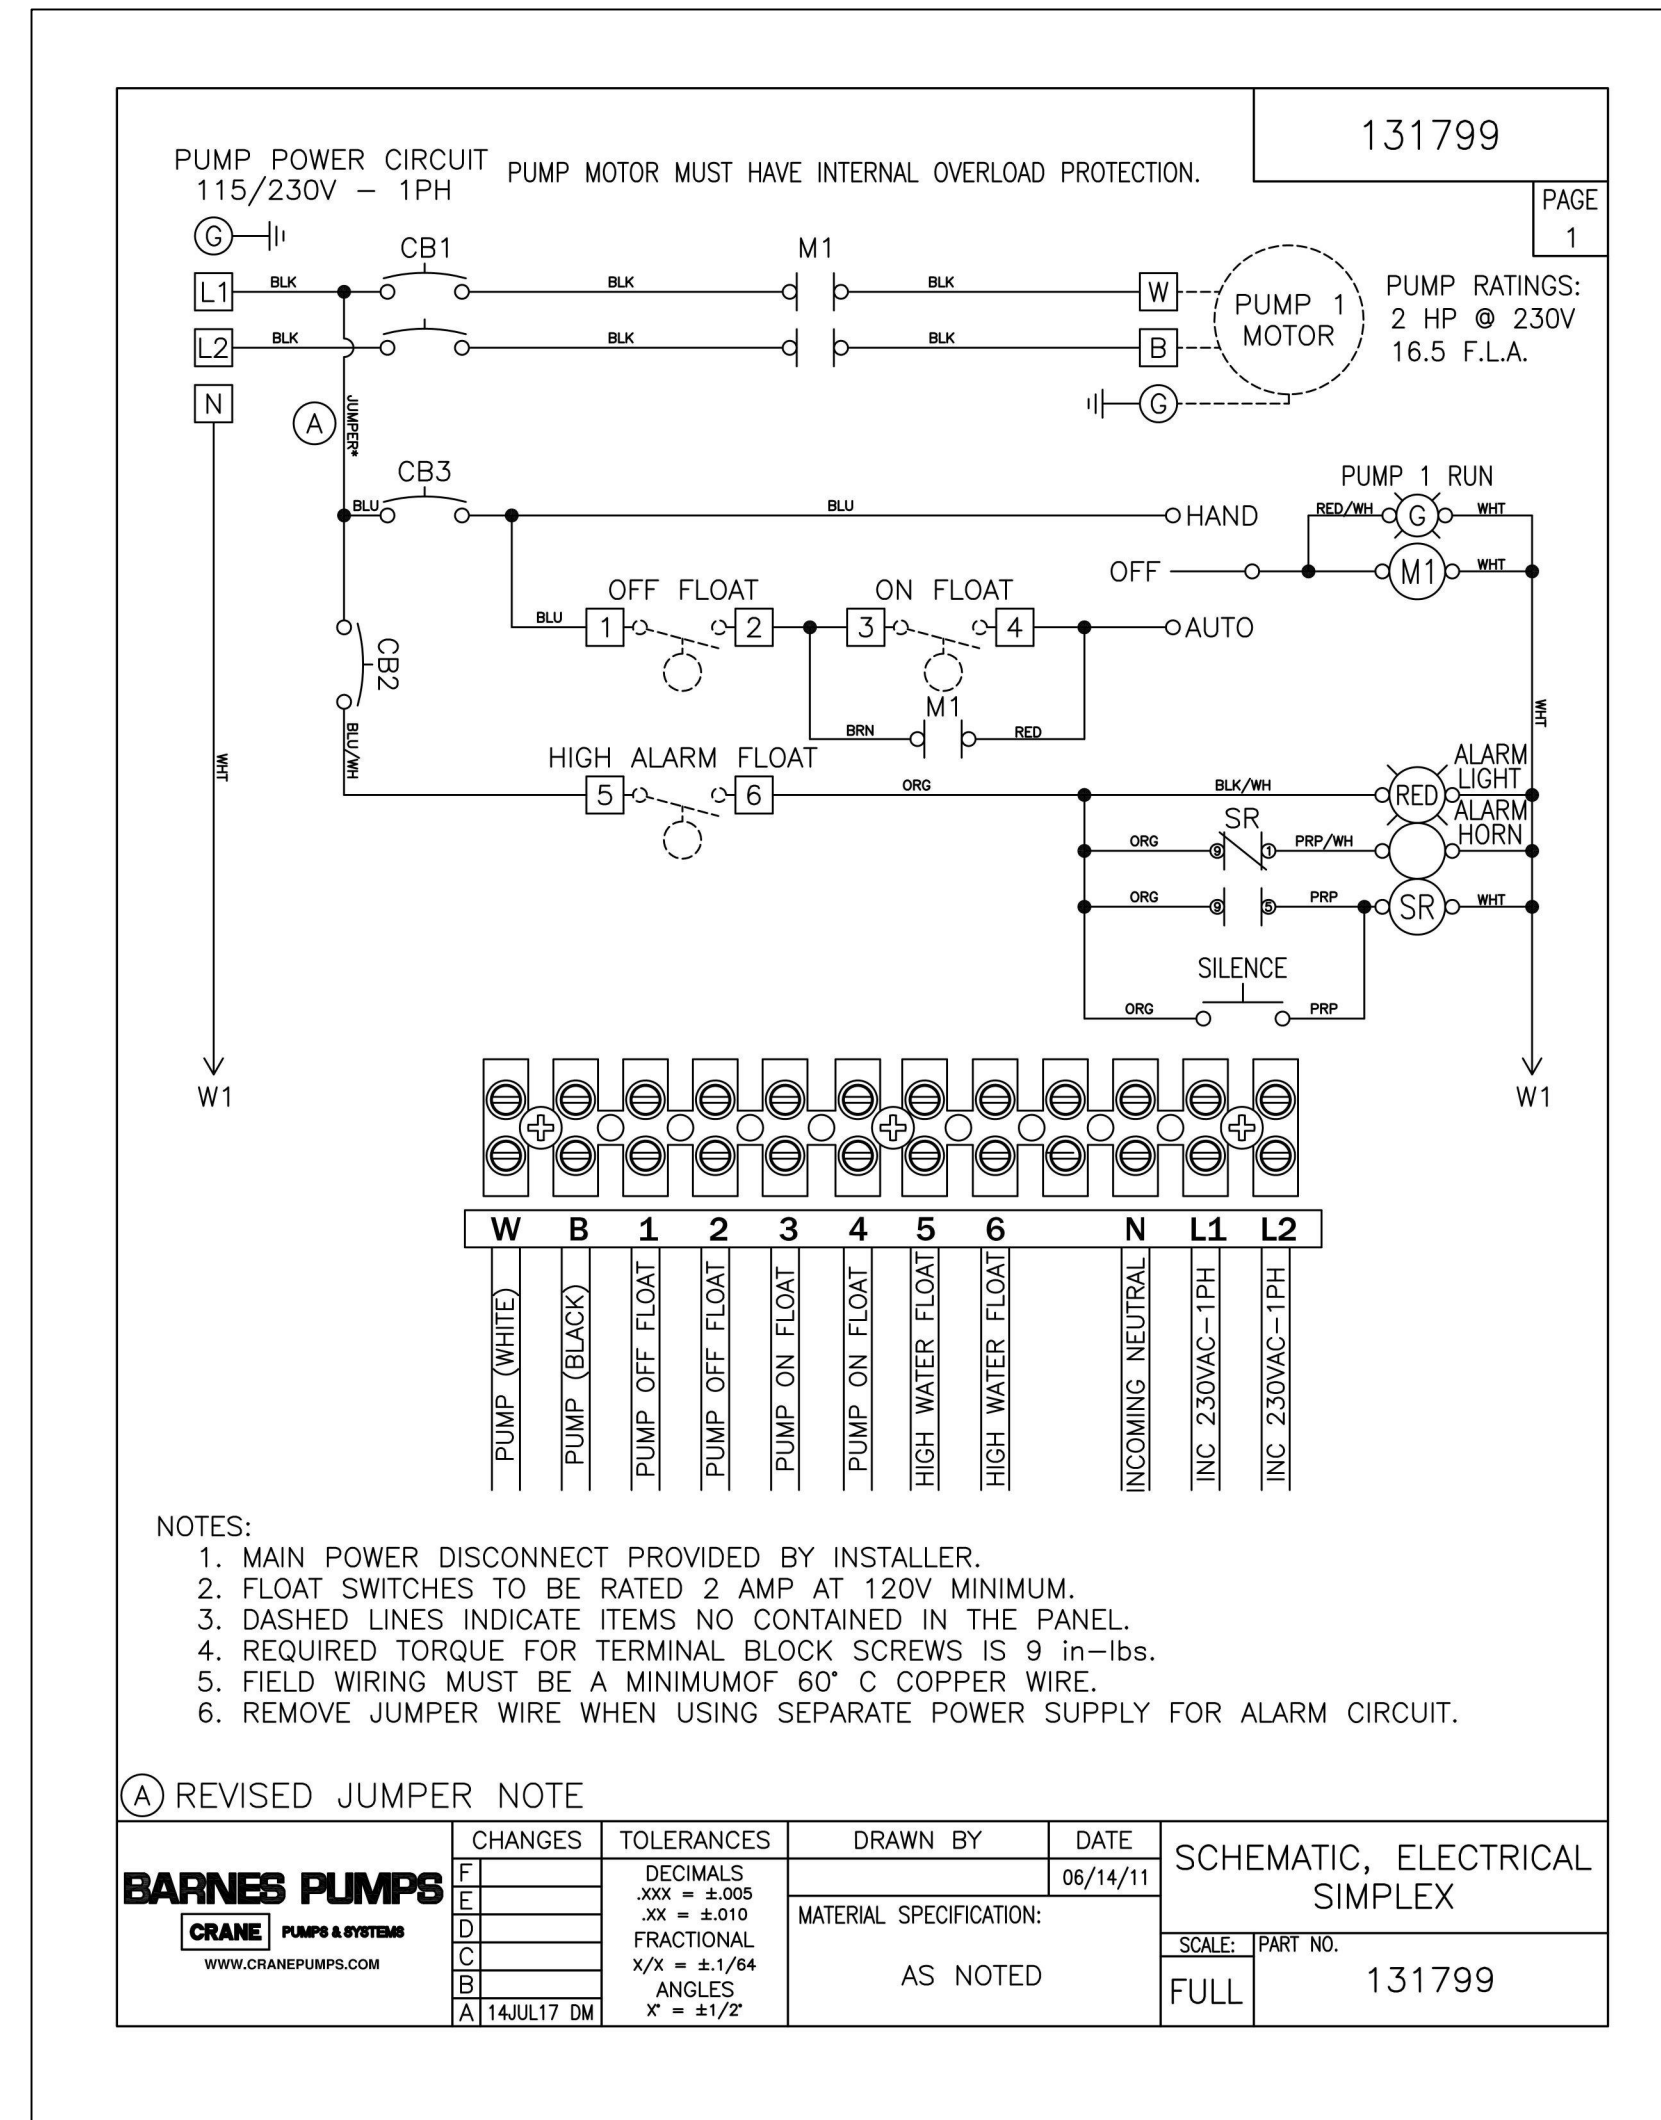 131799
PAGE
1
PUMP POWER CIRCUIT
115/230V - 1PH
PUMP MOTOR MUST HAVE INTERNAL OVERLOAD PROTECTION.
G
CB1
M1
L1
BLK
BLK
BLK
W
PUMP 1
MOTOR
PUMP RATINGS:
2 HP @ 230V
16.5 F.L.A.
L2
BLK
BLK
BLK
B
N
A
JUMPER*
G
CB3
PUMP 1 RUN
BLU
BLU
HAND
RED/WH
G
WHT
OFF
M1
WHT
OFF FLOAT
ON FLOAT
BLU
1
2
3
4
AUTO
CB2
M1
BRN
RED
WHT
BLU/WH
WHT
HIGH ALARM FLOAT
5
6
ORG
BLK/WH
RED
ALARM
LIGHT
SR
ALARM
HORN
ORG
9
1
PRP/WH
ORG
9
5
PRP
SR
WHT
SILENCE
ORG
PRP
W1
W1
W B 1 2 3 4 5 6 N L1 L2
PUMP (WHITE)
PUMP (BLACK)
PUMP OFF FLOAT
PUMP OFF FLOAT
PUMP ON FLOAT
PUMP ON FLOAT
HIGH WATER FLOAT
HIGH WATER FLOAT
INCOMING NEUTRAL
INC 230VAC-1PH
INC 230VAC-1PH
NOTES:
1. MAIN POWER DISCONNECT PROVIDED BY INSTALLER.
2. FLOAT SWITCHES TO BE RATED 2 AMP AT 120V MINIMUM.
3. DASHED LINES INDICATE ITEMS NO CONTAINED IN THE PANEL.
4. REQUIRED TORQUE FOR TERMINAL BLOCK SCREWS IS 9 in-lbs.
5. FIELD WIRING MUST BE A MINIMUMOF 60° C COPPER WIRE.
6. REMOVE JUMPER WIRE WHEN USING SEPARATE POWER SUPPLY FOR ALARM CIRCUIT.
A REVISED JUMPER NOTE
BARNES PUMPS
CRANE PUMPS & SYSTEMS
WWW.CRANEPUMPS.COM
CHANGES
F
E
D
C
B
A 14JUL17 DM
TOLERANCES
DECIMALS
.XXX = ±.005
.XX = ±.010
FRACTIONAL
X/X = ±.1/64
ANGLES
X° = ±1/2°
DRAWN BY
DATE
06/14/11
MATERIAL SPECIFICATION:
AS NOTED
SCHEMATIC, ELECTRICAL
SIMPLEX
SCALE:
FULL
PART NO.
131799